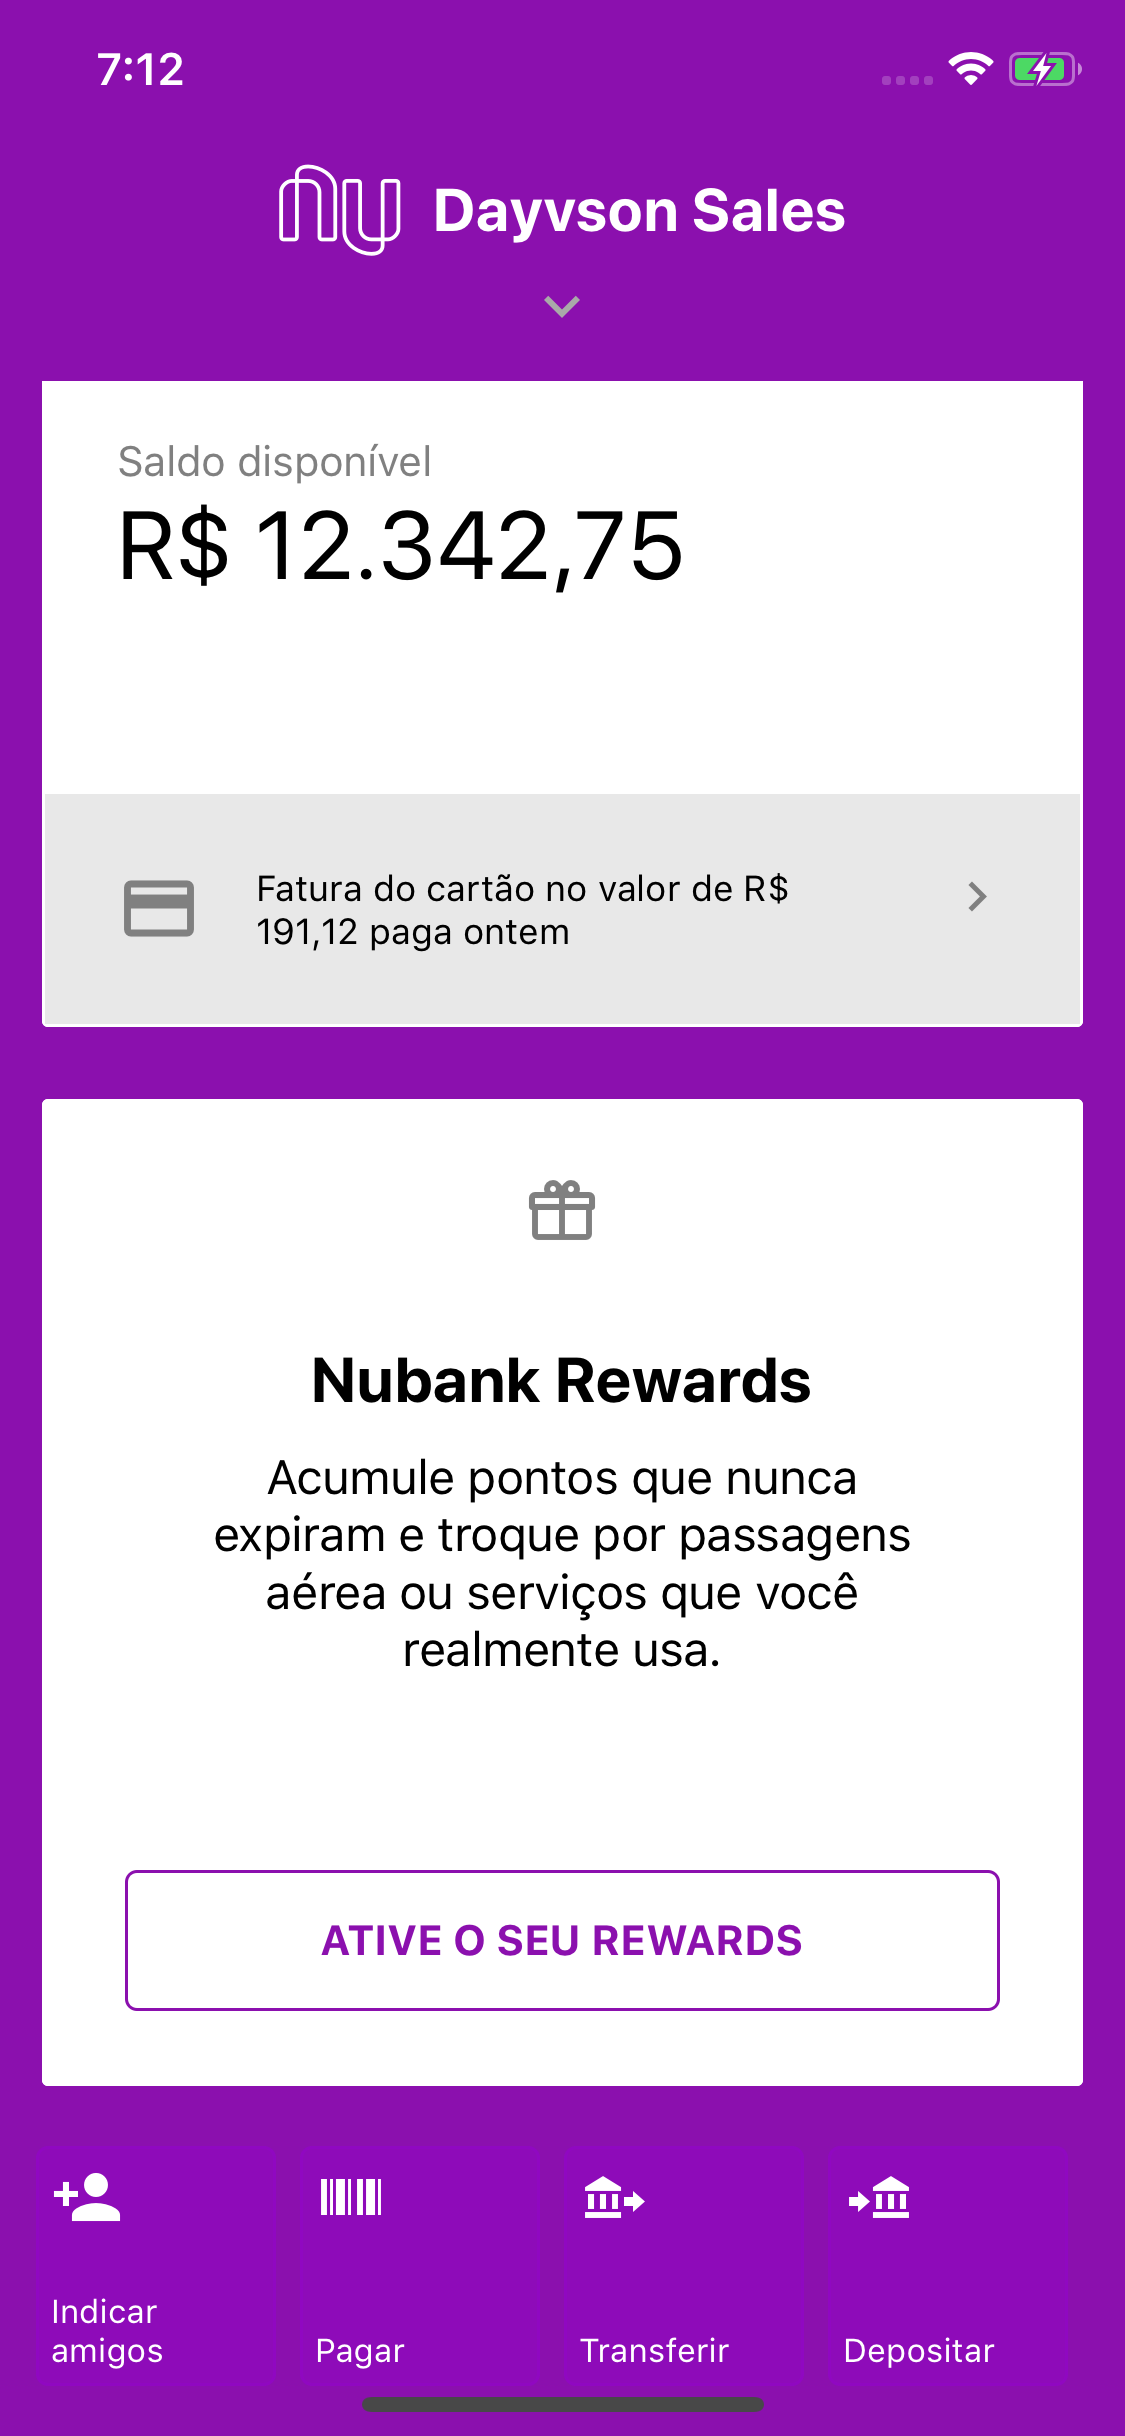 7:12
nu Dayvson Sales
Saldo disponível
R$ 12.342,75
Fatura do cartão no valor de R$
191,12 paga ontem
Nubank Rewards
Acumule pontos que nunca
expiram e troque por passagens
aérea ou serviços que você
realmente usa.
ATIVE O SEU REWARDS
Indicar
amigos
Pagar
Transferir
Depositar